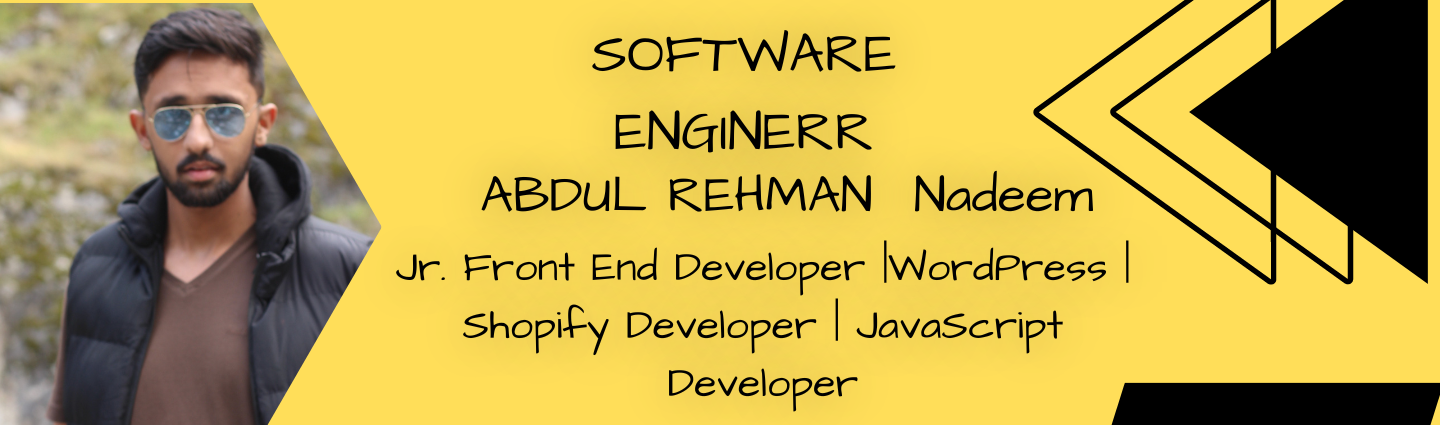 SOFTWARE
ENGINERR
ABDUL REHMAN Nadeem
Jr. Front End Developer |WordPress |
Shopify Developer | JavaScript
Developer